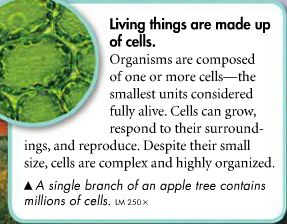 Living things are made up
of cells.
Organisms are composed
of one or more cells—the
smallest units considered
fully alive. Cells can grow,
respond to their surround-
ings, and reproduce. Despite their small
size, cells are complex and highly organized.
▲ A single branch of an apple tree contains
millions of cells. LM 250×